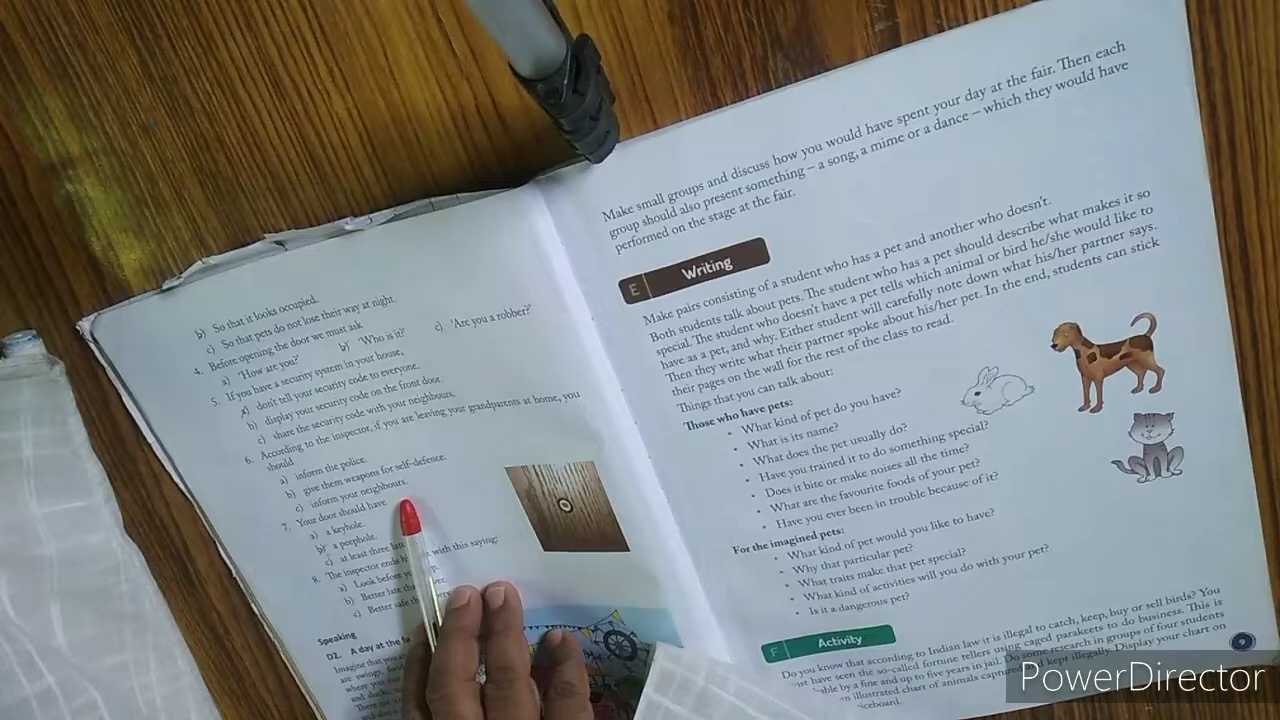 b) So that it looks occupied.
c) So that pets do not lose their way at night.
4. Before opening the door we must ask
a) 'How are you?' b) 'Who is it?' c) 'Are you a robber?'
5. If you have a security system in your house,
a) don't tell your security code to everyone.
b) display your security code on the front door.
c) share the security code with your neighbours.
6. According to the inspector, if you are leaving your grandparents at home, you
should
a) inform the police.
b) give them weapons for self-defence.
c) inform your neighbours.
7. Your door should have
a) a keyhole.
b) a peephole.
c) at least three
8. The inspector ends with this saying:
a) Look before
b) Better late
c) Better safe
Speaking
02. A day at the
Imagine that you
are swings,
where you
Make small groups and discuss how you would have spent your day at the fair. Then each
group should also present something – a song, a mime or a dance – which they would have
performed on the stage at the fair.
E Writing
Make pairs consisting of a student who has a pet and another who doesn't.
Both students talk about pets. The student who has a pet should describe what makes it so
special. The student who doesn't have a pet tells which animal or bird he/she would like to
have as a pet, and why. Either student will carefully note down what his/her partner says.
Then they write what their partner spoke about his/her pet. In the end, students can stick
their pages on the wall for the rest of the class to read.
Things that you can talk about:
Those who have pets:
• What kind of pet do you have?
• What is its name?
• What does the pet usually do?
• Have you trained it to do something special?
• Does it bite or make noises all the time?
• What are the favourite foods of your pet?
• Have you ever been in trouble because of it?
For the imagined pets:
• What kind of pet would you like to have?
• Why that particular pet?
• What traits make that pet special?
• What kind of activities will you do with your pet?
• Is it a dangerous pet?
F Activity
Do you know that according to Indian law it is illegal to catch, keep, buy or sell birds? You
must have seen the so-called fortune tellers using caged parakeets to do business. This is
by a fine and up to five years in jail. Do some research in groups of four students
an illustrated chart of animals captured and kept illegally. Display your chart on
9
PowerDirector